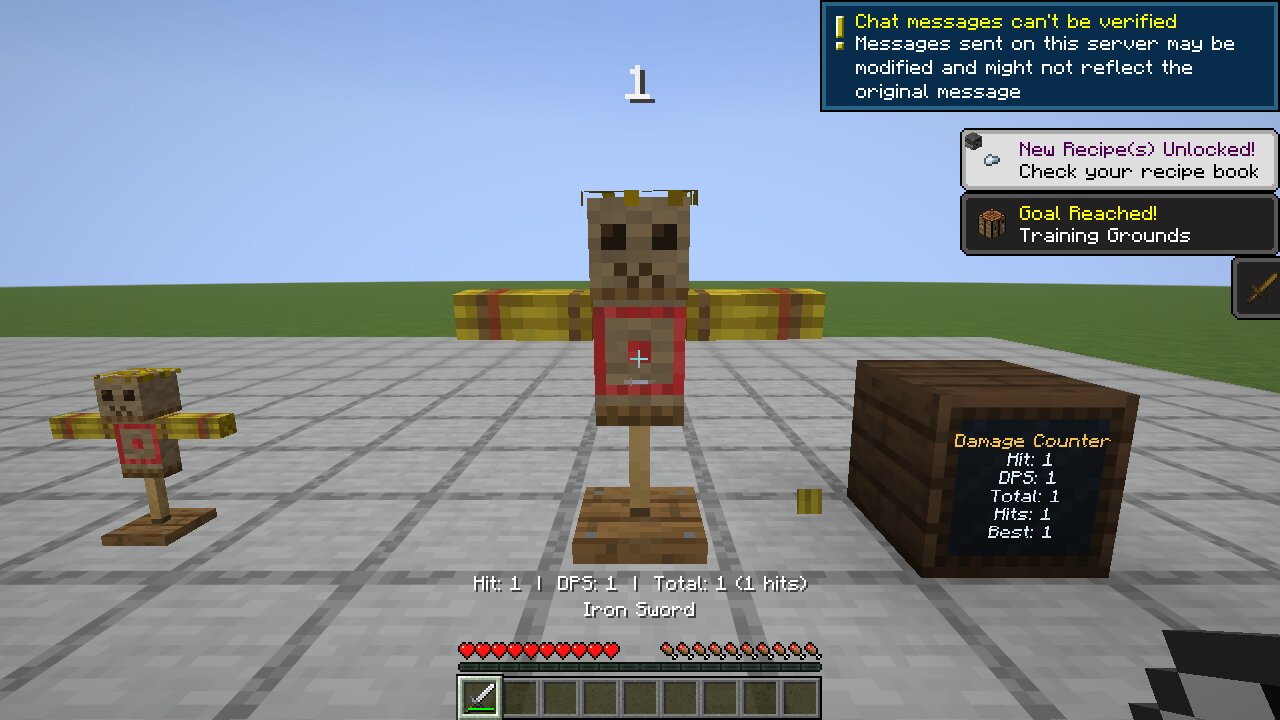 Chat messages can't be verified
Messages sent on this server may be
modified and might not reflect the
original message
1
New Recipe(s) Unlocked!
Check your recipe book
Goal Reached!
Training Grounds
Damage Counter
Hit: 1
DPS: 1
Total: 1
Hits: 1
Best: 1
Hit: 1 | DPS: 1 | Total: 1 (1 hits)
Iron Sword